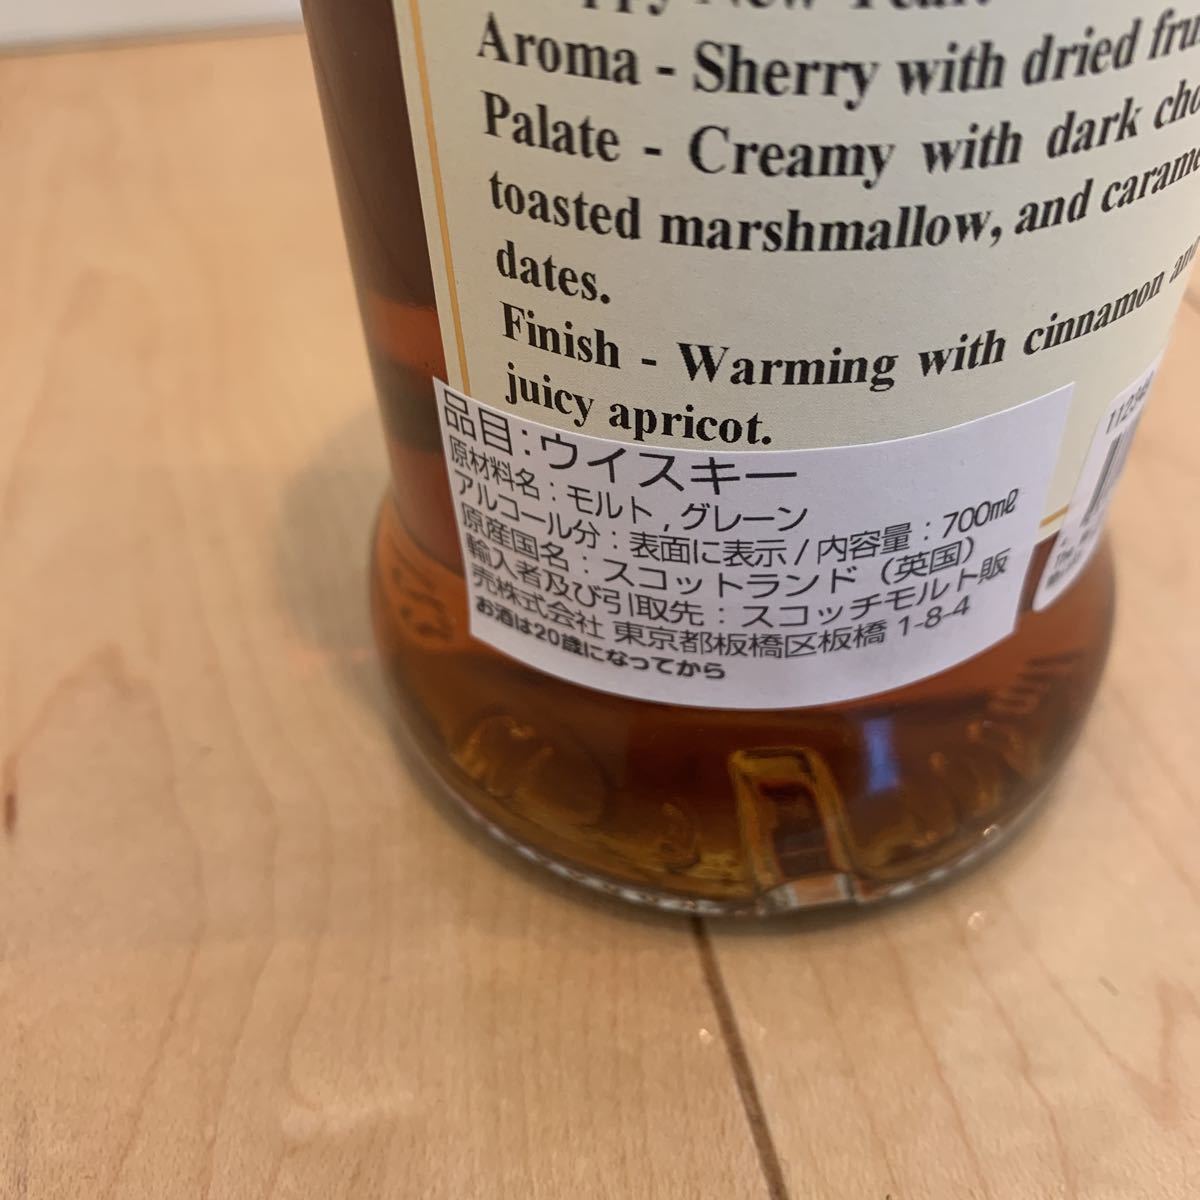 Aroma - Sherry with dried
Palate - Creamy with dark
toasted marshmallow, and
dates.
Finish - Warming with cinnamon
juicy apricot.
品目:ウイスキー
原材料名:モルト,グレーン
アルコール分:表面に表示/内容量:700mℓ
原産国名:スコットランド(英国)
輸入者及び引取先:スコッチモルト販
売株式会社 東京都板橋区板橋 1-8-4
お酒は20歳になってから